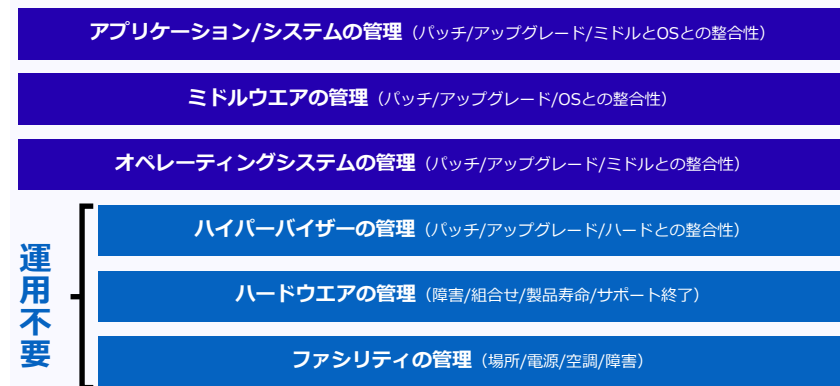 アプリケーション/システムの管理（パッチ/アップグレード/ミドルとOSとの整合性）
ミドルウエアの管理（パッチ/アップグレード/OSとの整合性）
オペレーティングシステムの管理（パッチ/アップグレード/ミドルとの整合性）
運用不要
ハイパーバイザーの管理（パッチ/アップグレード/ハードとの整合性）
ハードウエアの管理（障害/組合せ/製品寿命/サポート終了）
ファシリティの管理（場所/電源/空調/障害）